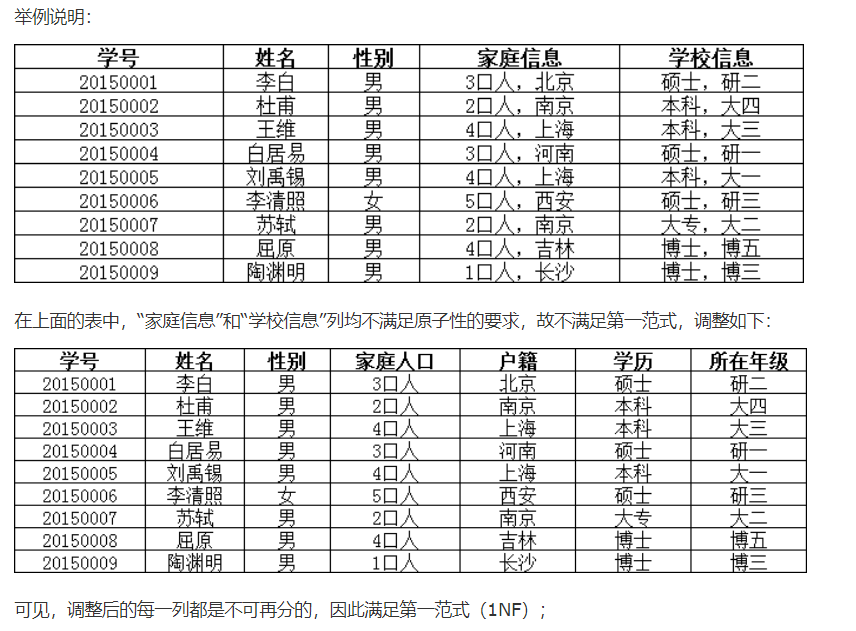 举例说明：
学号 姓名 性别 家庭信息 学校信息
20150001 李白 男 3口人，北京 硕士，研二
20150002 杜甫 男 2口人，南京 本科，大四
20150003 王维 男 4口人，上海 本科，大三
20150004 白居易 男 3口人，河南 硕士，研一
20150005 刘禹锡 男 4口人，上海 本科，大一
20150006 李清照 女 5口人，西安 硕士，研三
20150007 苏轼 男 2口人，南京 大专，大二
20150008 屈原 男 4口人，吉林 博士，博五
20150009 陶渊明 男 1口人，长沙 博士，博三
在上面的表中，“家庭信息”和“学校信息”列均不满足原子性的要求，故不满足第一范式，调整如下：
学号 姓名 性别 家庭人口 户籍 学历 所在年级
20150001 李白 男 3口人 北京 硕士 研二
20150002 杜甫 男 2口人 南京 本科 大四
20150003 王维 男 4口人 上海 本科 大三
20150004 白居易 男 3口人 河南 硕士 研一
20150005 刘禹锡 男 4口人 上海 本科 大一
20150006 李清照 女 5口人 西安 硕士 研三
20150007 苏轼 男 2口人 南京 大专 大二
20150008 屈原 男 4口人 吉林 博士 博五
20150009 陶渊明 男 1口人 长沙 博士 博三
可见，调整后的每一列都是不可再分的，因此满足第一范式（1NF）；